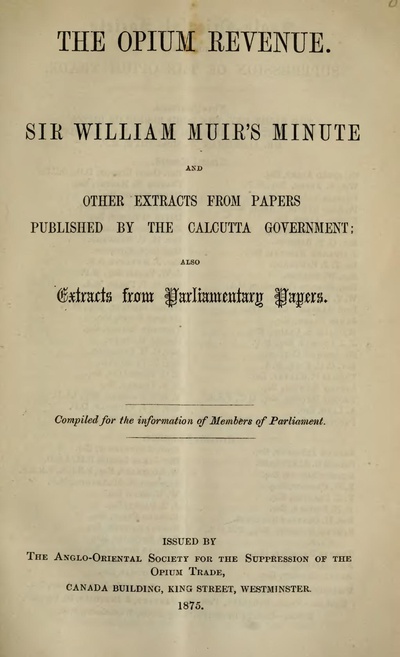 THE OPIUM REVENUE.
SIR WILLIAM MUIR'S MINUTE
AND
OTHER EXTRACTS FROM PAPERS
PUBLISHED BY THE CALCUTTA GOVERNMENT;
ALSO
Extracts from Parliamentary Papers.
Compiled for the information of Members of Parliament.
ISSUED BY
THE ANGLO-ORIENTAL SOCIETY FOR THE SUPPRESSION OF THE
OPIUM TRADE,
CANADA BUILDING, KING STREET, WESTMINSTER.
1875.